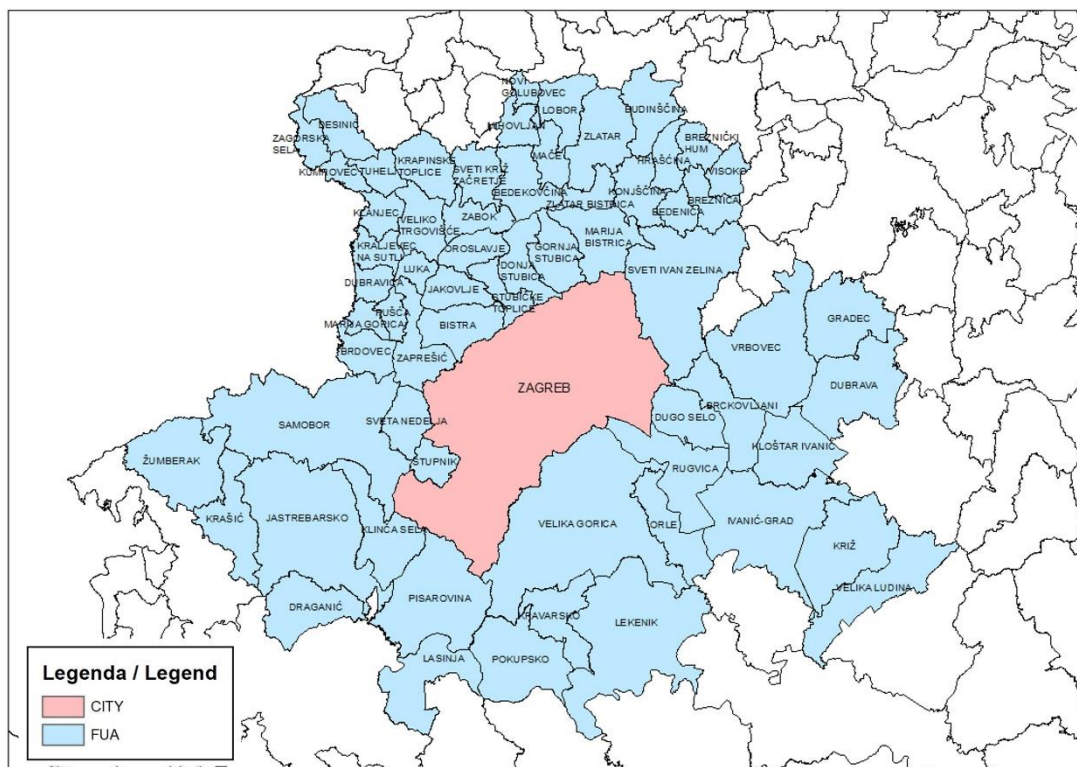 NOVI
GOLUBOVEC
LOBOR
BUDINŠČINA
DESINIĆ
ZLATAR
ZAGORSKA
SELA
BREZNIČKI
HUM
MAČE
HRAŠĆINA
KRAPINSKE
TOPLICE
SVETI KRIŽ
ZAČRETJE
KUMROVEC
TUHELJ
VISOKO
BEDEKOVČINA
KONJŠČINA
ZLATAR BISTRICA
BREZNICA
BEDENICA
KLANJEC
VELIKO
TRGOVIŠĆE
ZABOK
MARIJA
BISTRICA
KRALJEVEC
NA SUTLI
OROSLAVJE
GORNJA
STUBICA
LUKA
DONJA
STUBICA
SVETI IVAN ZELINA
DUBRAVICA
JAKOVLJE
STUBIČKE
TOPLICE
PUŠĆA
MARIJA GORICA
BISTRA
GRADEC
BRDOVEC
ZAPREŠIĆ
VRBOVEC
ZAGREB
DUBRAVA
BRCKOVLJANI
DUGO SELO
SAMOBOR
SVETA NEDELJA
KLOŠTAR IVANIĆ
STUPNIK
ŽUMBERAK
RUGVICA
KRAŠIĆ
JASTREBARSKO
KLINČA SELA
VELIKA GORICA
ORLE
IVANIĆ-GRAD
KRIŽ
VELIKA LUDINA
DRAGANIĆ
PISAROVINA
KRAVARSKO
LEKENIK
LASINJA
POKUPSKO
Legenda / Legend
CITY
FUA